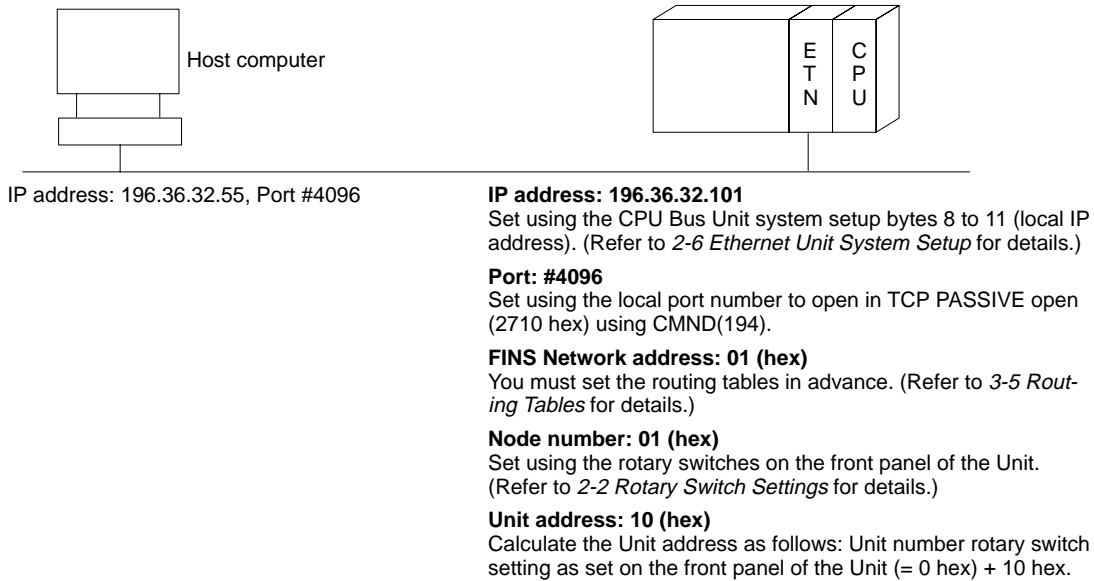 Host computer
E
T
N
C
P
U
IP address: 196.36.32.55, Port #4096
IP address: 196.36.32.101
Set using the CPU Bus Unit system setup bytes 8 to 11 (local IP
address). (Refer to 2-6 Ethernet Unit System Setup for details.)
Port: #4096
Set using the local port number to open in TCP PASSIVE open
(2710 hex) using CMND(194).
FINS Network address: 01 (hex)
You must set the routing tables in advance. (Refer to 3-5 Rout-
ing Tables for details.)
Node number: 01 (hex)
Set using the rotary switches on the front panel of the Unit.
(Refer to 2-2 Rotary Switch Settings for details.)
Unit address: 10 (hex)
Calculate the Unit address as follows: Unit number rotary switch
setting as set on the front panel of the Unit (= 0 hex) + 10 hex.